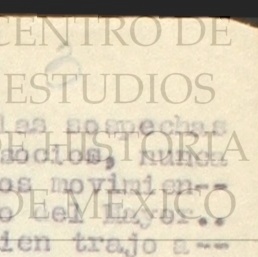 CENTRO DE
ESTUDIOS
las sospechas
DE HISTORIA
socios, nunca
os movimien--
DE MÉXICO
o del Mayor..
ien trajo a--